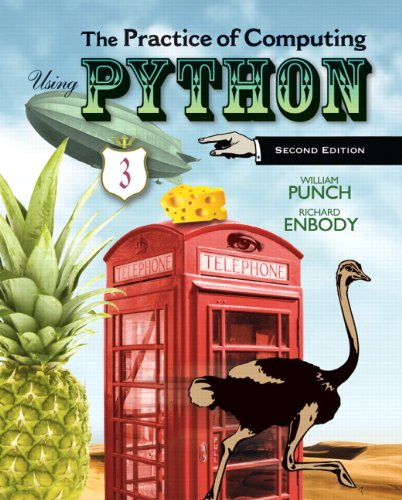 The Practice of Computing
Using
PYTHON
3
SECOND EDITION
WILLIAM
PUNCH
RICHARD
ENBODY
TELEPHONE
TELEPHONE